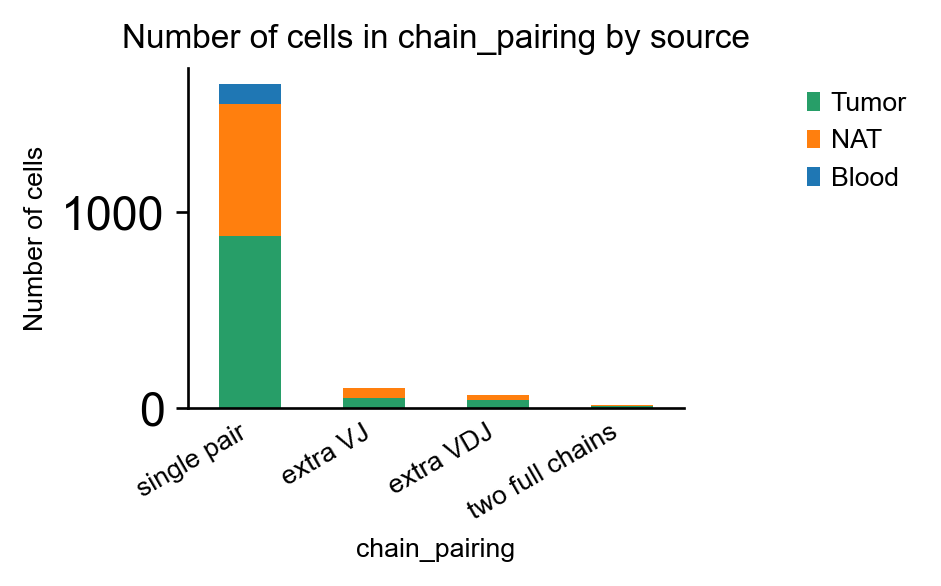 Number of cells in chain_pairing by source
Tumor
NAT
Blood
Number of cells
1000
0
single pair
extra VJ
extra VDJ
two full chains
chain_pairing